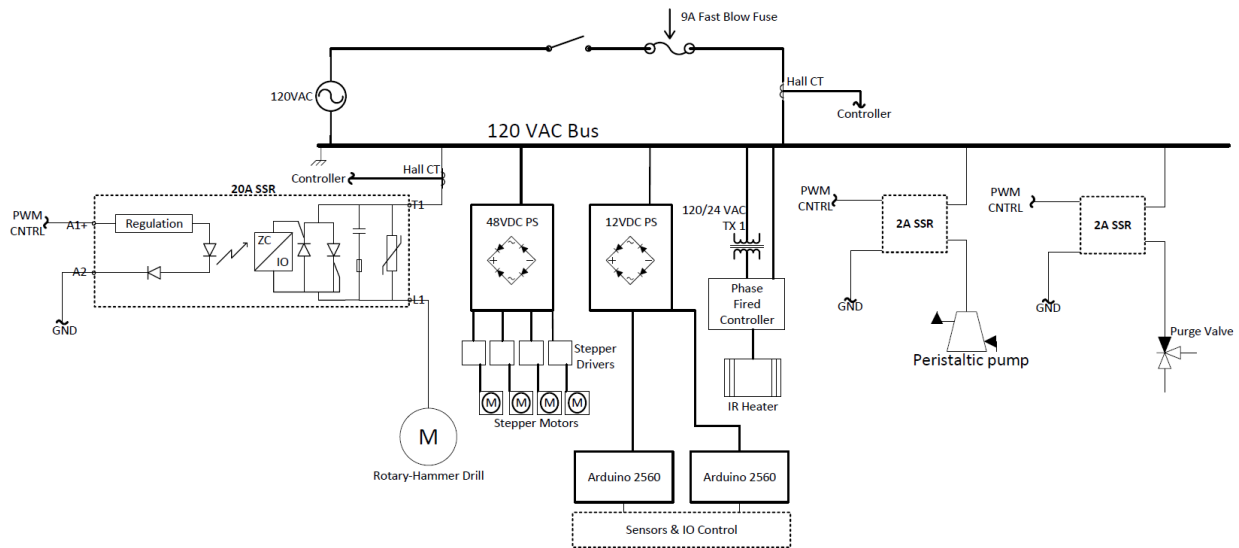 9A Fast Blow Fuse
Hall CT
120VAC
Controller
120 VAC Bus
Controller
Hall CT
20A SSR
PWM
CNTRL
A1+
Regulation
T1
ZC
IO
A2
L1
GND
48VDC PS
12VDC PS
120/24 VAC
TX 1
Phase
Fired
Controller
PWM
CNTRL
2A SSR
GND
PWM
CNTRL
2A SSR
GND
Stepper
Drivers
M
M
M
M
Stepper Motors
IR Heater
Peristaltic pump
Purge Valve
M
Rotary-Hammer Drill
Arduino 2560
Arduino 2560
Sensors & IO Control